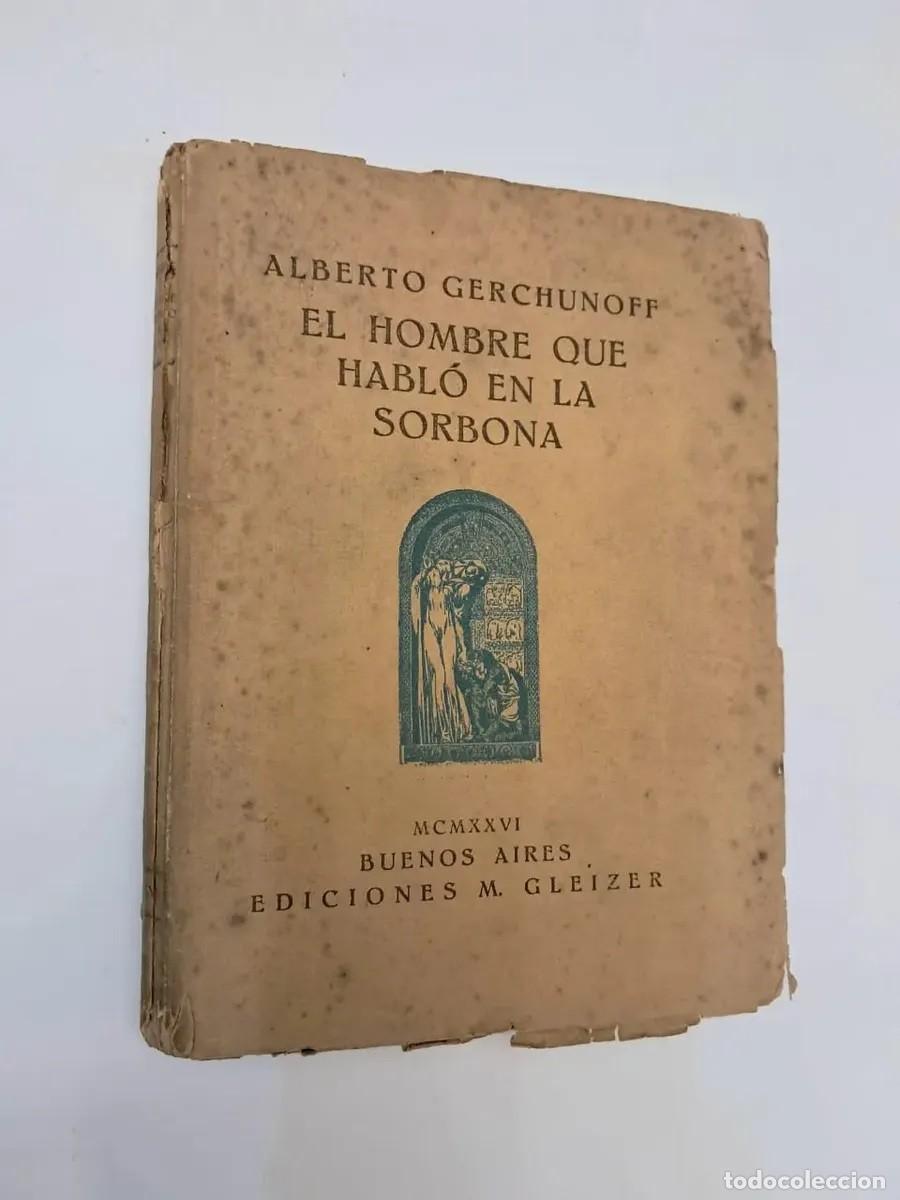 ALBERTO GERCHUNOFF
EL HOMBRE QUE
HABLÓ EN LA
SORBONA
MCMXXVI
BUENOS AIRES
EDICIONES M. GLEIZER
todocoleccion